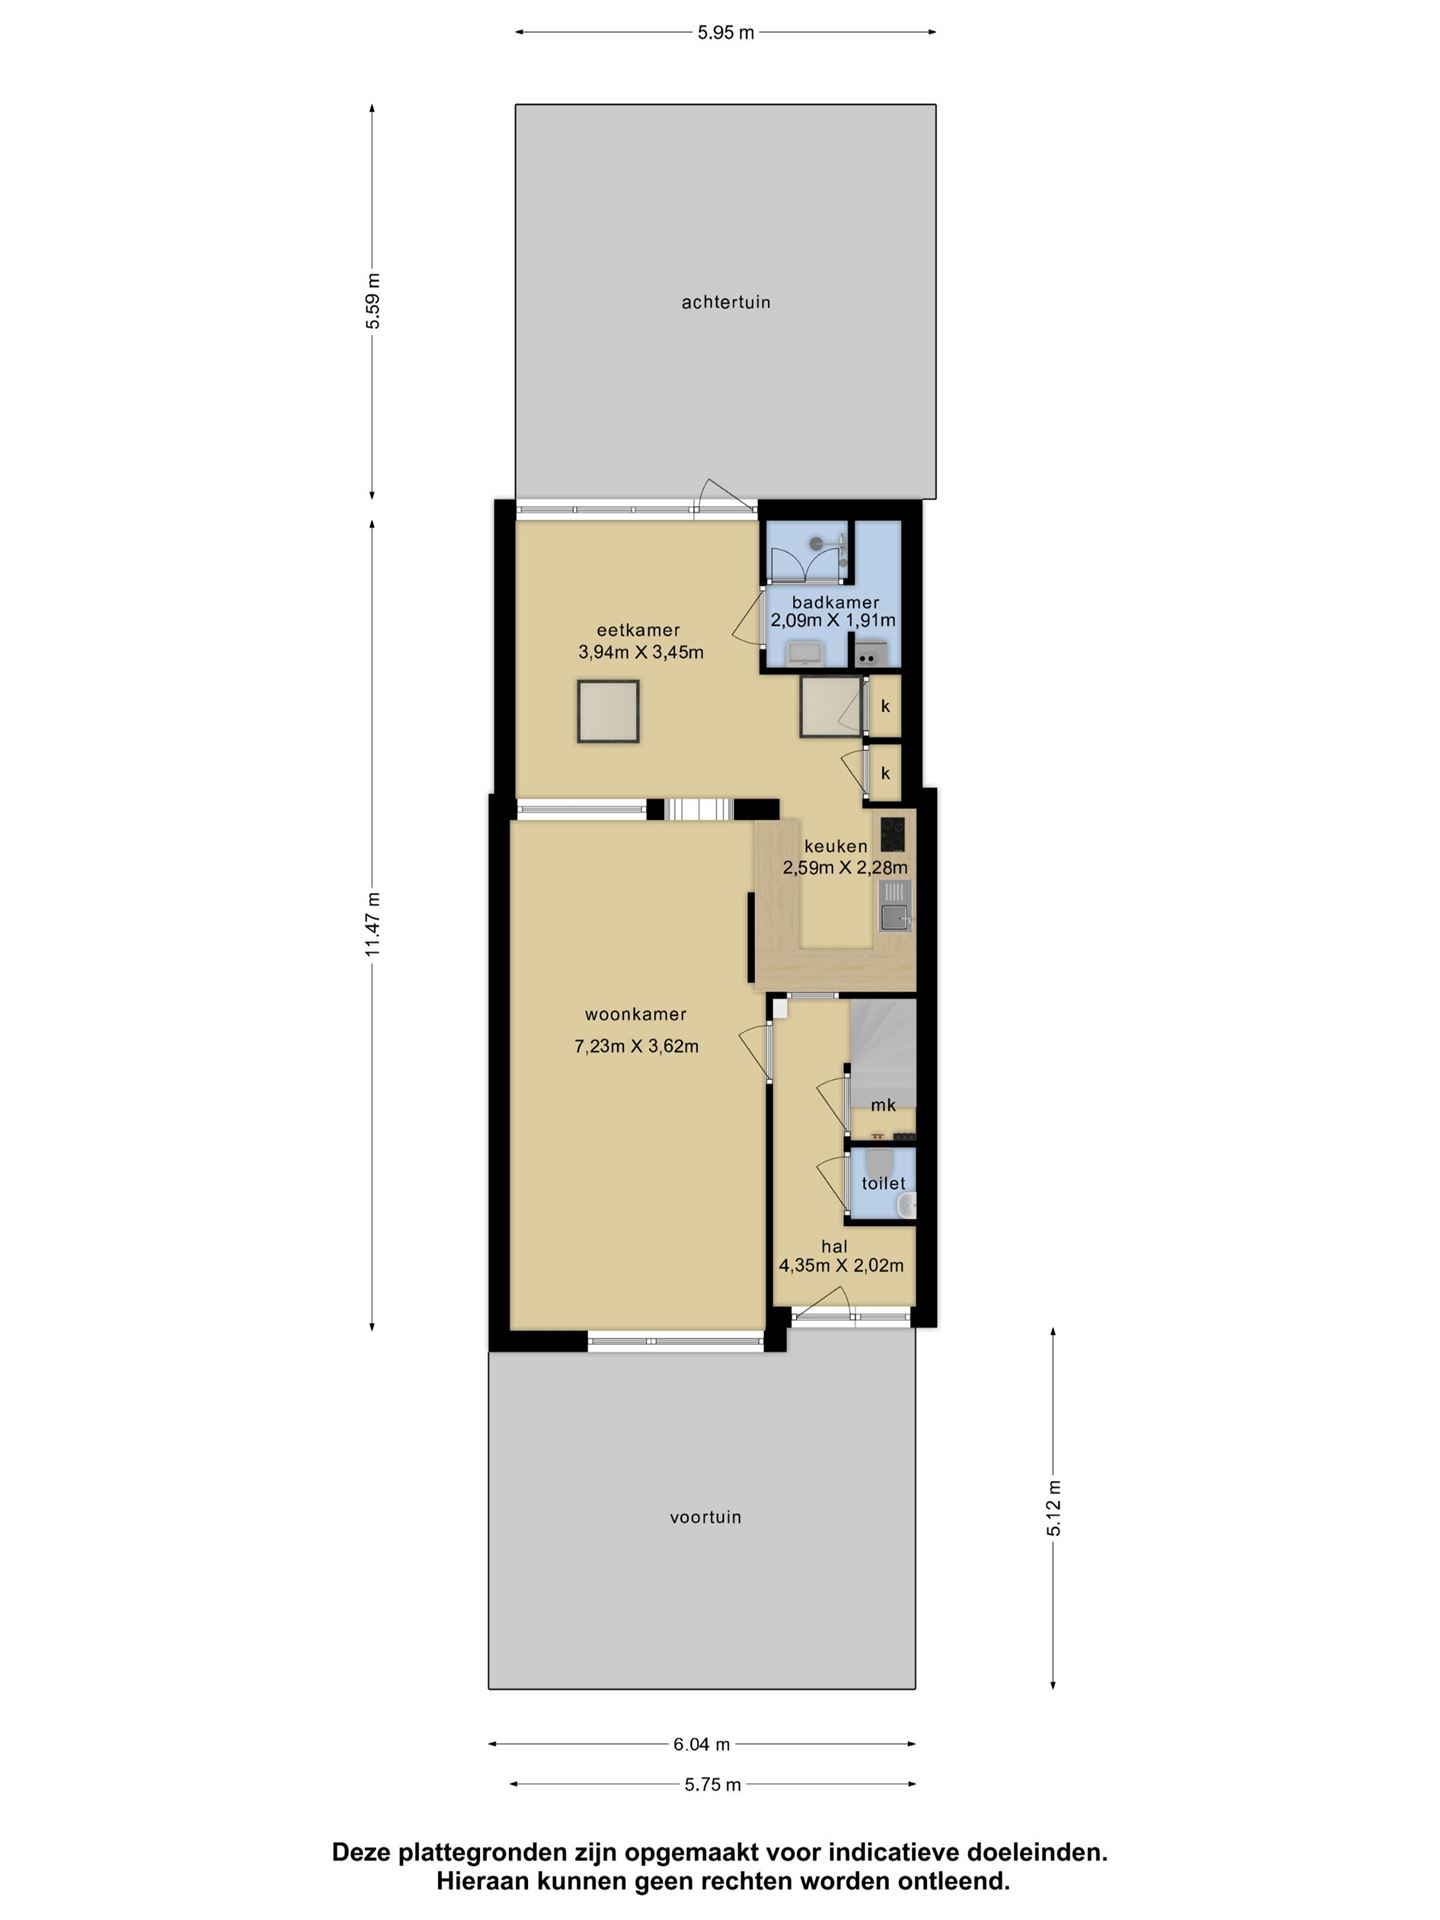 5.95 m
5.59 m
achtertuin
badkamer
2,09m X 1,91m
eetkamer
3,94m X 3,45m
k
k
keuken
2,59m X 2,28m
11.47 m
woonkamer
7,23m X 3,62m
mk
toilet
hal
4,35m X 2,02m
voortuin
5.12 m
6.04 m
5.75 m
Deze plattegronden zijn opgemaakt voor indicatieve doeleinden.
Hieraan kunnen geen rechten worden ontleend.